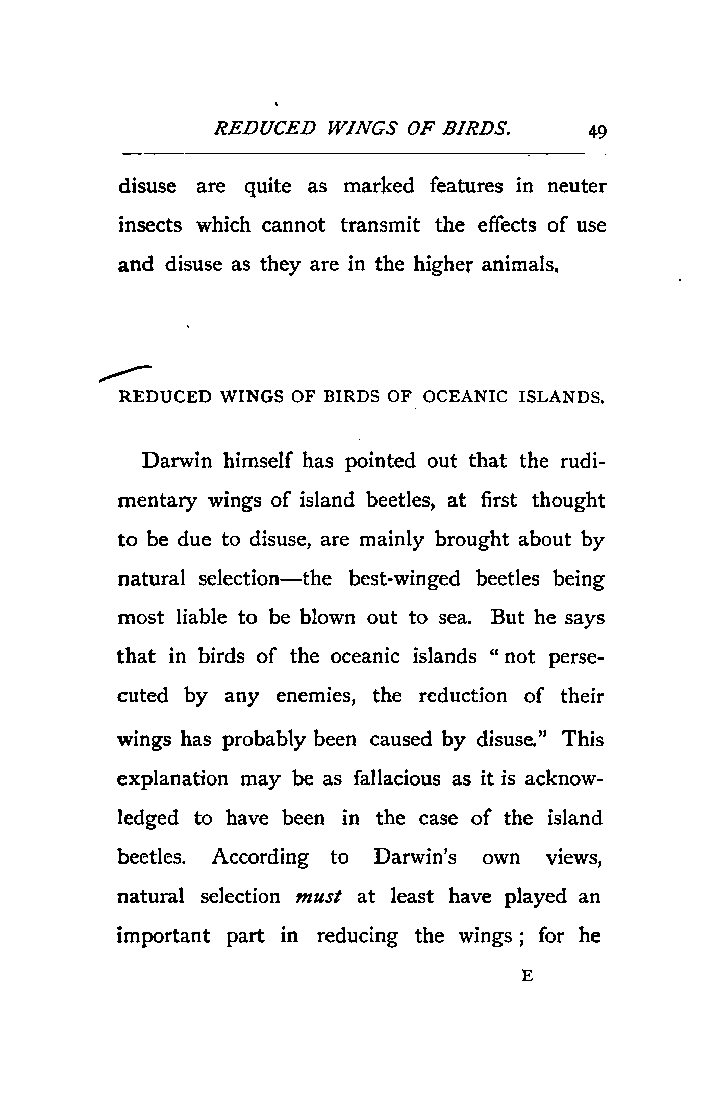 REDUCED WINGS OF BIRDS. 49
disuse are quite as marked features in neuter
insects which cannot transmit the effects of use
and disuse as they are in the higher animals.
REDUCED WINGS OF BIRDS OF OCEANIC ISLANDS.
Darwin himself has pointed out that the rudi-
mentary wings of island beetles, at first thought
to be due to disuse, are mainly brought about by
natural selection—the best-winged beetles being
most liable to be blown out to sea. But he says
that in birds of the oceanic islands “ not perse-
cuted by any enemies, the reduction of their
wings has probably been caused by disuse.” This
explanation may be as fallacious as it is acknow-
ledged to have been in the case of the island
beetles. According to Darwin's own views,
natural selection must at least have played an
important part in reducing the wings ; for he
E